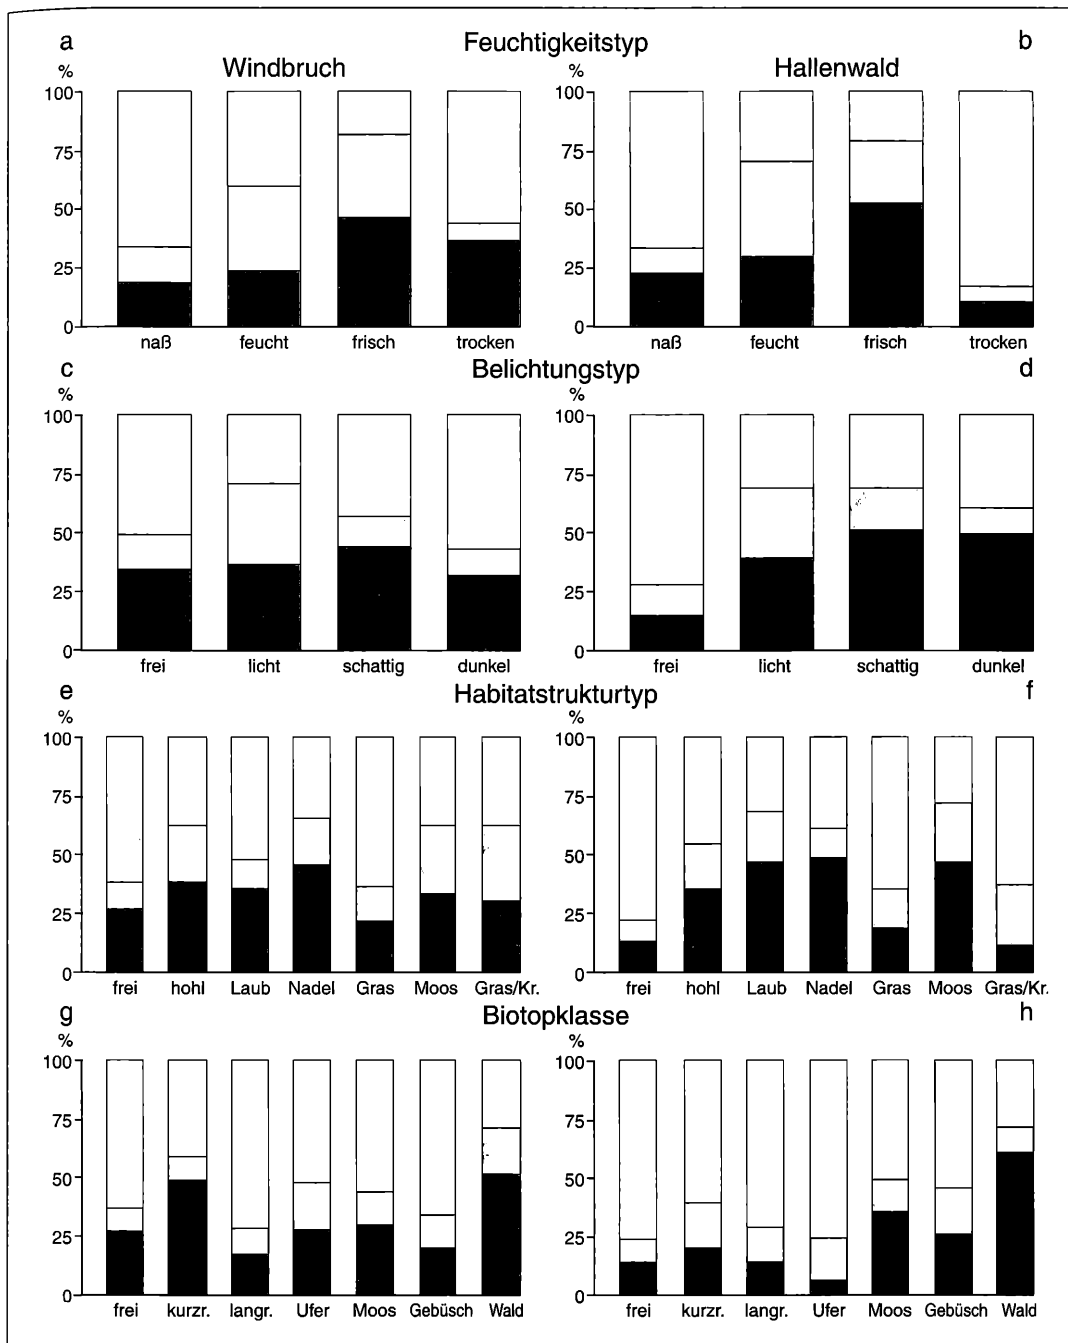 a Feuchtigkeitstyp b
Windbruch Hallenwald
% %
100 100
75 75
50 50
25 25
0 0
naß feucht frisch trocken naß feucht frisch trocken
c Belichtungstyp d
% %
100 100
75 75
50 50
25 25
0 0
frei licht schattig dunkel frei licht schattig dunkel
e Habitatstrukturtyp f
% %
100 100
75 75
50 50
25 25
0 0
frei hohl Laub Nadel Gras Moos Gras/Kr. frei hohl Laub Nadel Gras Moos Gras/Kr.
g Biotopklasse h
% %
100 100
75 75
50 50
25 25
0 0
frei kurzr. langr. Ufer Moos Gebüsch Wald frei kurzr. langr. Ufer Moos Gebüsch Wald